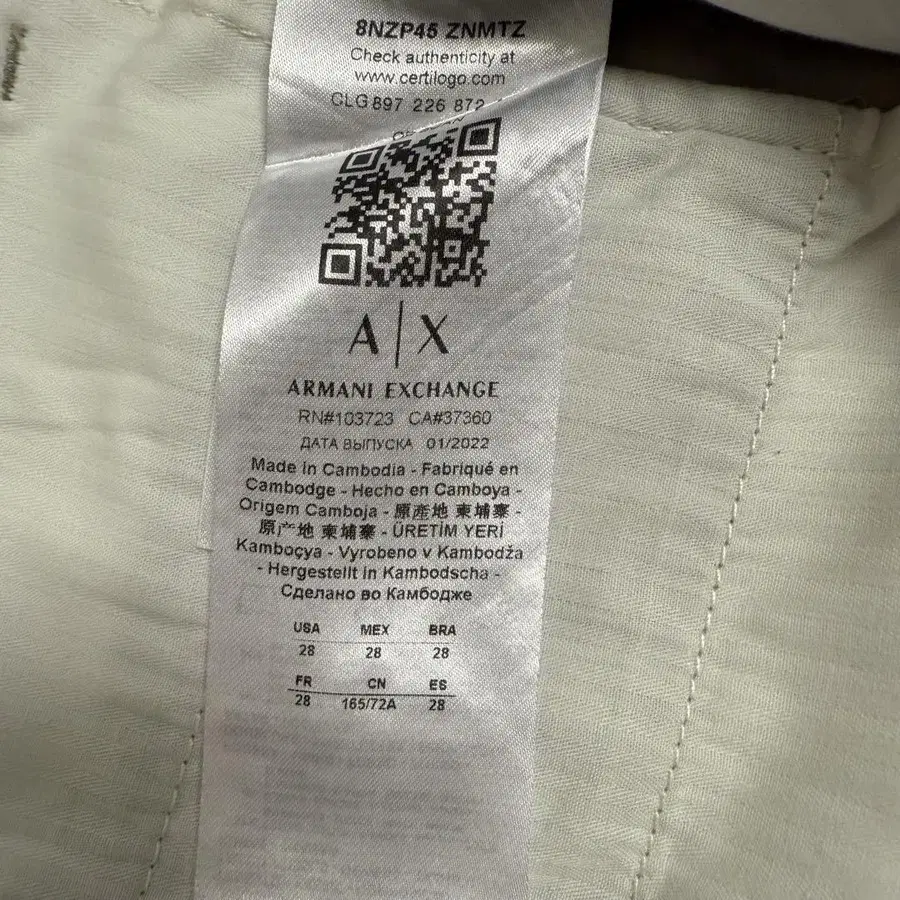 8NZP45 ZNMTZ
Check authenticity at
www.certilogo.com
CLG 897 226 872
A|X
ARMANI EXCHANGE
RN#103723 CA#37360
ДАТА ВЫПУСКА 01/2022
Made in Cambodia - Fabriqué en
Cambodge - Hecho en Camboya -
Origem Camboja - 原產地 柬埔寨 -
原产地 柬埔寨 - ÜRETİM YERİ
Kamboçya - Vyrobeno v Kambodža
- Hergestellt in Kambodscha -
Сделано во Камбодже
USA MEX BRA
28 28 28
FR CN ES
28 165/72A 28